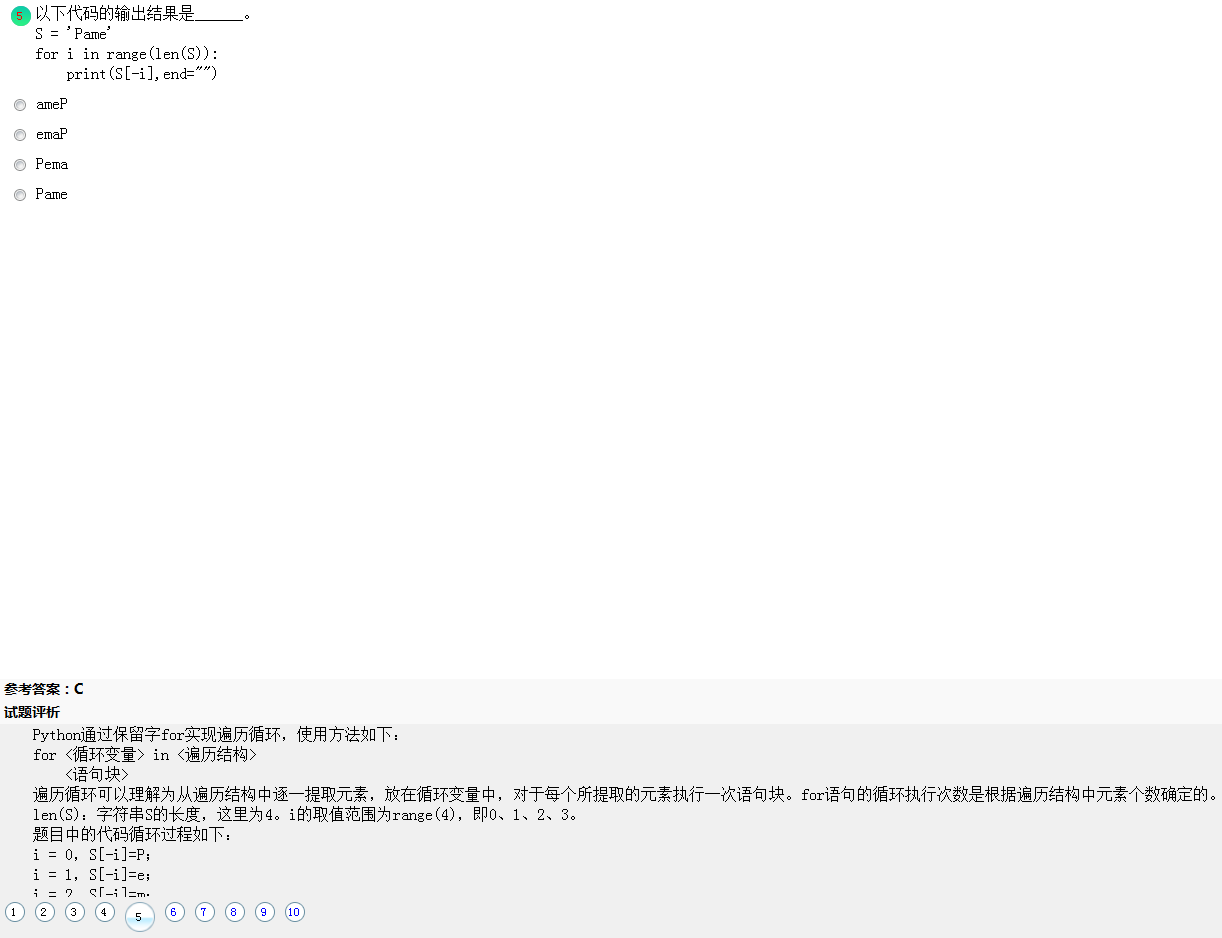 5 以下代码的输出结果是______。
S = 'Pame'
for i in range(len(S)):
    print(S[-i],end="")
ameP
emaP
Pema
Pame
参考答案：C
试题评析
Python通过保留字for实现遍历循环，使用方法如下：
for <循环变量> in <遍历结构>
    <语句块>
遍历循环可以理解为从遍历结构中逐一提取元素，放在循环变量中，对于每个所提取的元素执行一次语句块。for语句的循环执行次数是根据遍历结构中元素个数确定的。
len(S)：字符串S的长度，这里为4。i的取值范围为range(4)，即0、1、2、3。
题目中的代码循环过程如下：
i = 0，S[-i]=P；
i = 1，S[-i]=e；
i = 2，S[-i]=m；
1 2 3 4 5 6 7 8 9 10